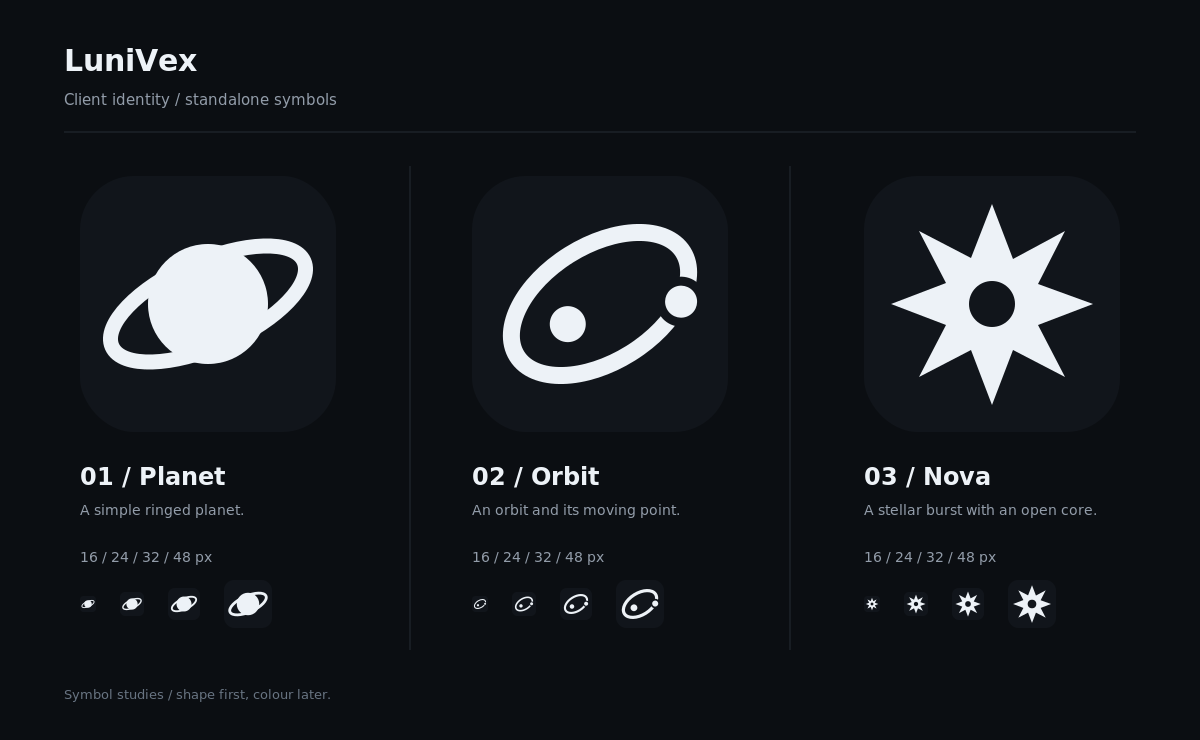 LuniVex
Client identity / standalone symbols
01 / Planet
A simple ringed planet.
16 / 24 / 32 / 48 px
02 / Orbit
An orbit and its moving point.
16 / 24 / 32 / 48 px
03 / Nova
A stellar burst with an open core.
16 / 24 / 32 / 48 px
Symbol studies / shape first, colour later.